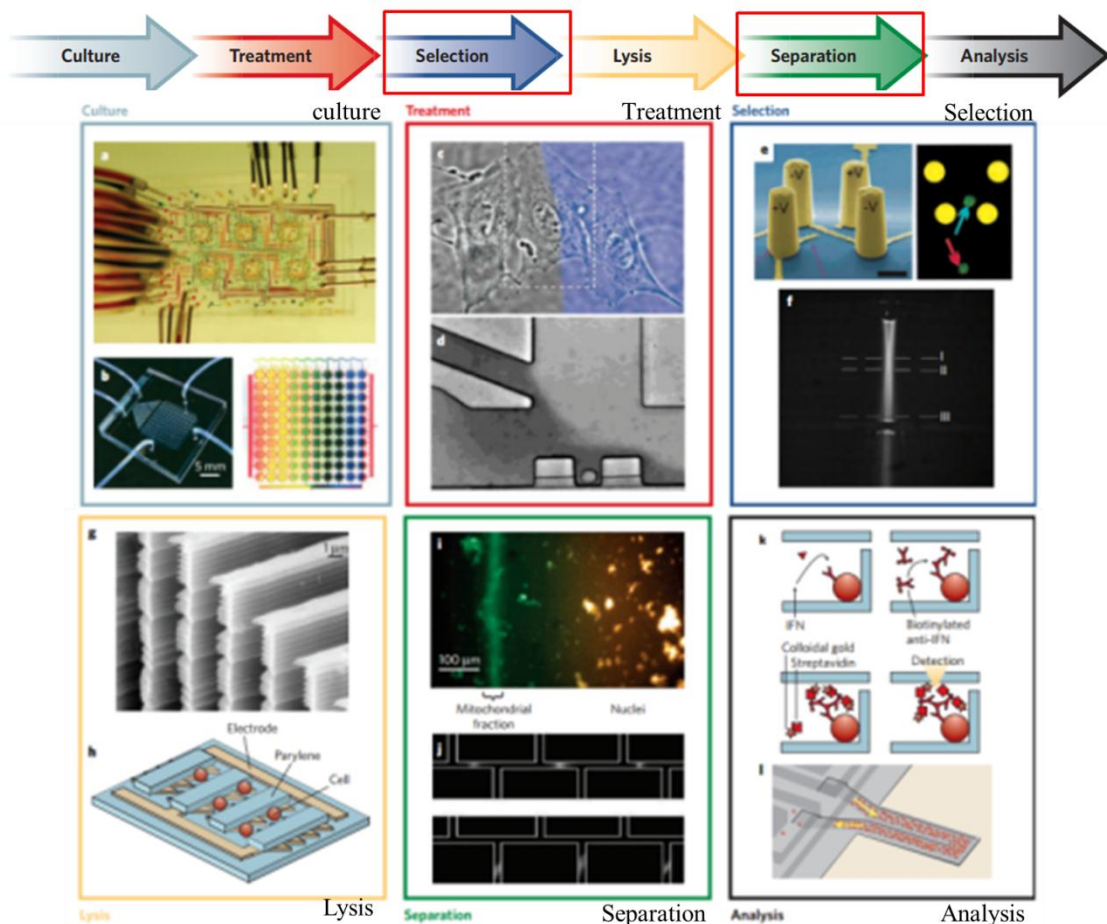 Culture Treatment Selection Lysis Separation Analysis
Culture culture
Treatment Treatment
Selection Selection
a
b
5 mm
c
d
e
-V +V
+V -V
f
I
II
III
g
1 µm
h
Electrode
Parylene
Cell
i
100 µm
Mitochondrial
fraction
Nuclei
j
k
IFN
Biotinylated
anti-IFN
Colloidal gold
Streptavidin
Detection
l
Lysis Lysis
Separation Separation
Analysis Analysis